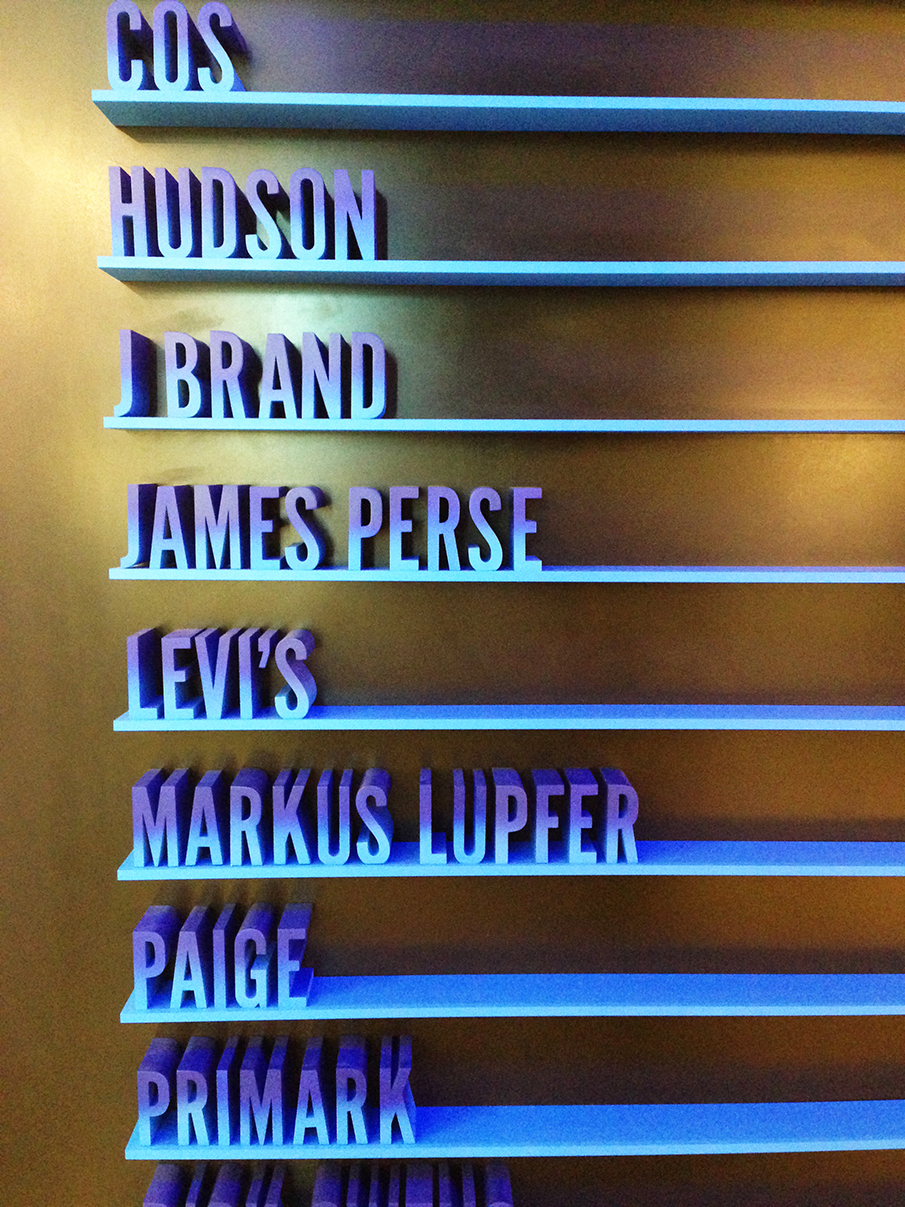 COS
HUDSON
J BRAND
JAMES PERSE
LEVI'S
MARKUS LUPFER
PAIGE
PRIMARK